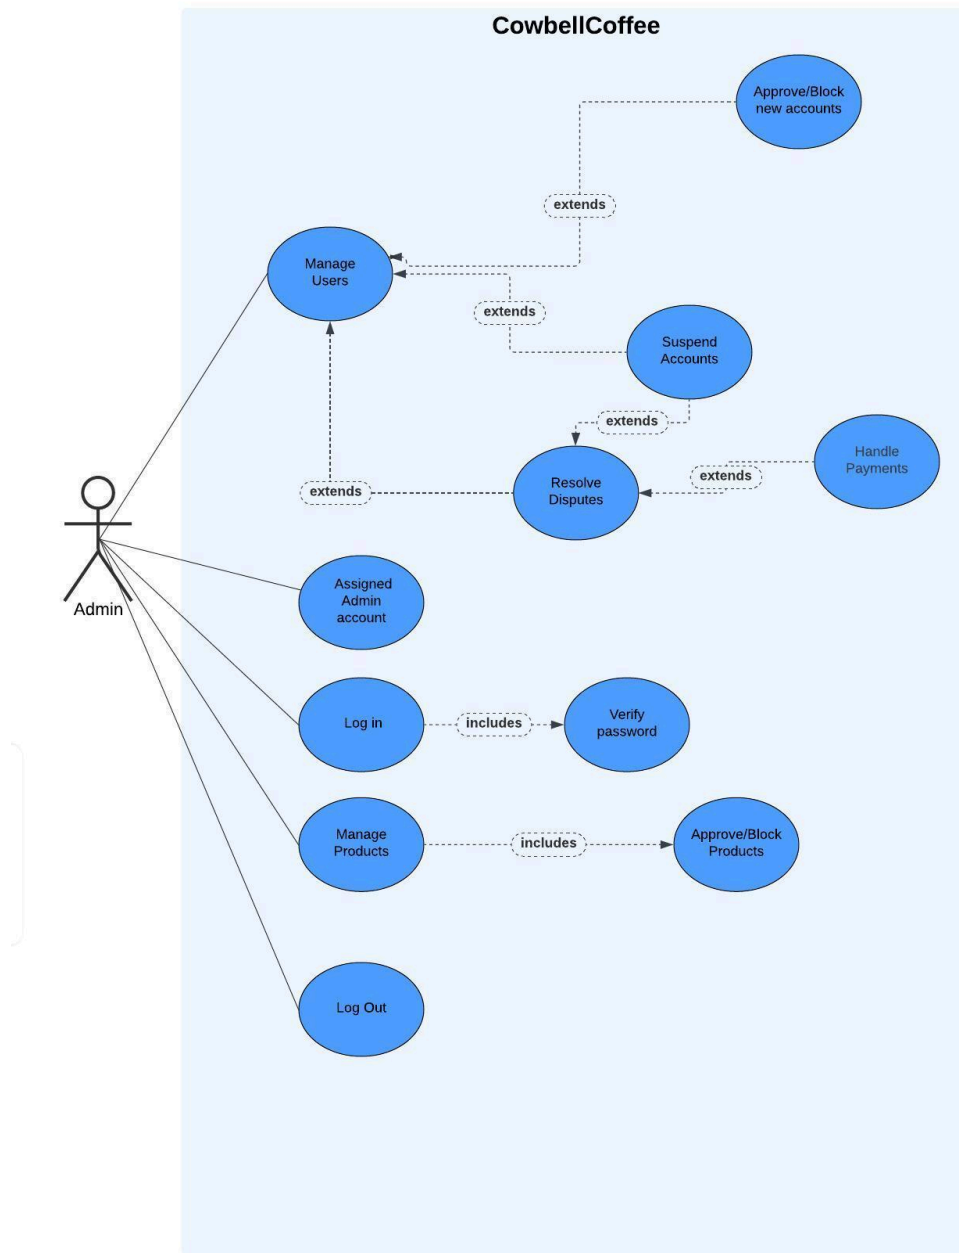 CowbellCoffee
Approve/Block
new accounts
extends
Manage
Users
extends
Suspend
Accounts
extends
Handle
Payments
extends
Resolve
Disputes
extends
Admin
Assigned
Admin
account
Log in
includes
Verify
password
Manage
Products
includes
Approve/Block
Products
Log Out